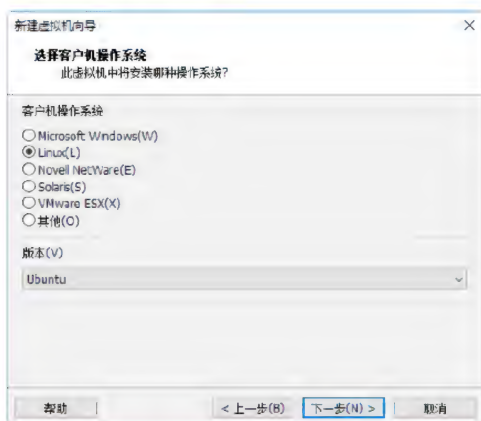 新建虚拟机向导
选择客户机操作系统
此虚拟机中将安装哪种操作系统?
客户机操作系统
Microsoft Windows(W)
Linux(L)
Novell NetWare(E)
Solaris(S)
VMware ESX(X)
其他(O)
版本(V)
Ubuntu
帮助
< 上一步(B)
下一步(N) >
取消